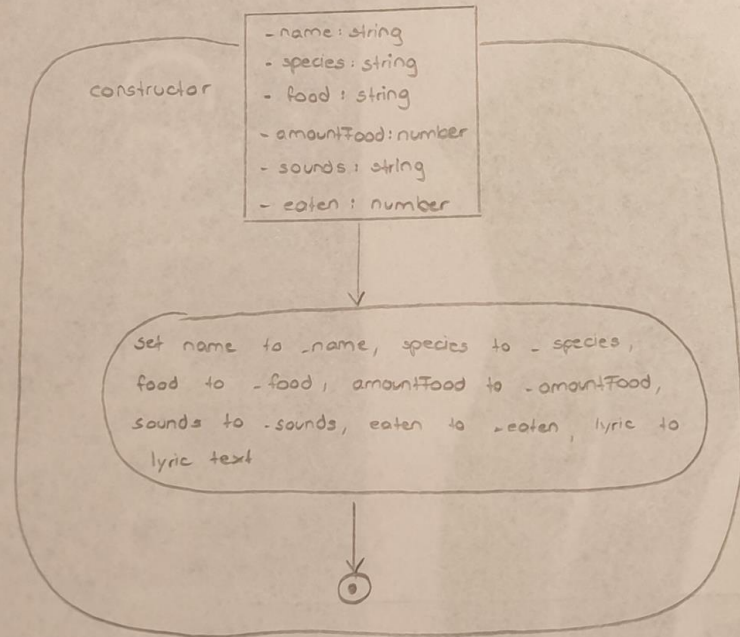 constructor
- name: string
- species: string
- food: string
- amountFood: number
- sounds: string
- eaten: number
set name to _name, species to _ species,
food to _food, amountFood to _amountFood,
sounds to _sounds, eaten to _eaten, lyric to
lyric text